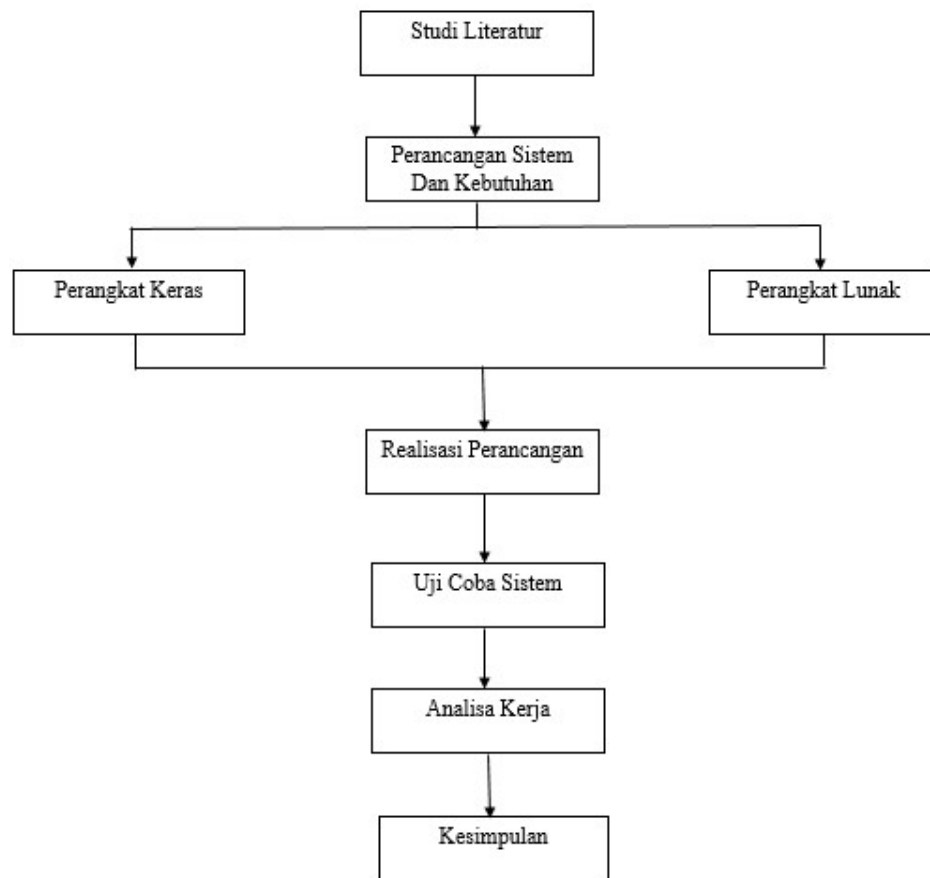 Studi Literatur
Perancangan Sistem
Dan Kebutuhan
Perangkat Keras
Perangkat Lunak
Realisasi Perancangan
Uji Coba Sistem
Analisa Kerja
Kesimpulan